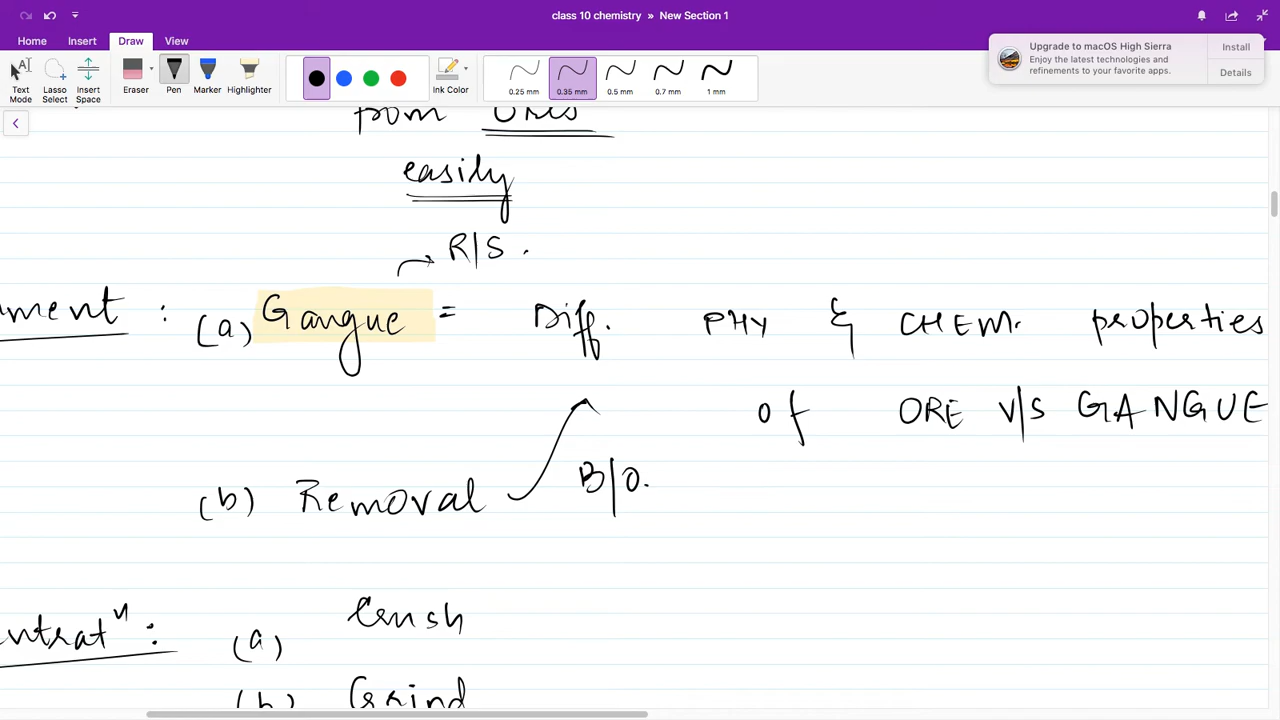 class 10 chemistry » New Section 1
Home Insert Draw View
Upgrade to macOS High Sierra
Enjoy the latest technologies and
refinements to your favorite apps.
Install
Details
Text Mode
Lasso Select
Insert Space
Eraser
Pen
Marker
Highlighter
Ink Color
0.25 mm 0.35 mm 0.5 mm 0.7 mm 1 mm
from ores
easily
R|S.
ment : (a) Gangue = Diff. PHY & CHEM. properties
of ORE v|s GANGUE
B|O.
(b) Removal
ntratⁿ : (a) Crush
(b) Grind